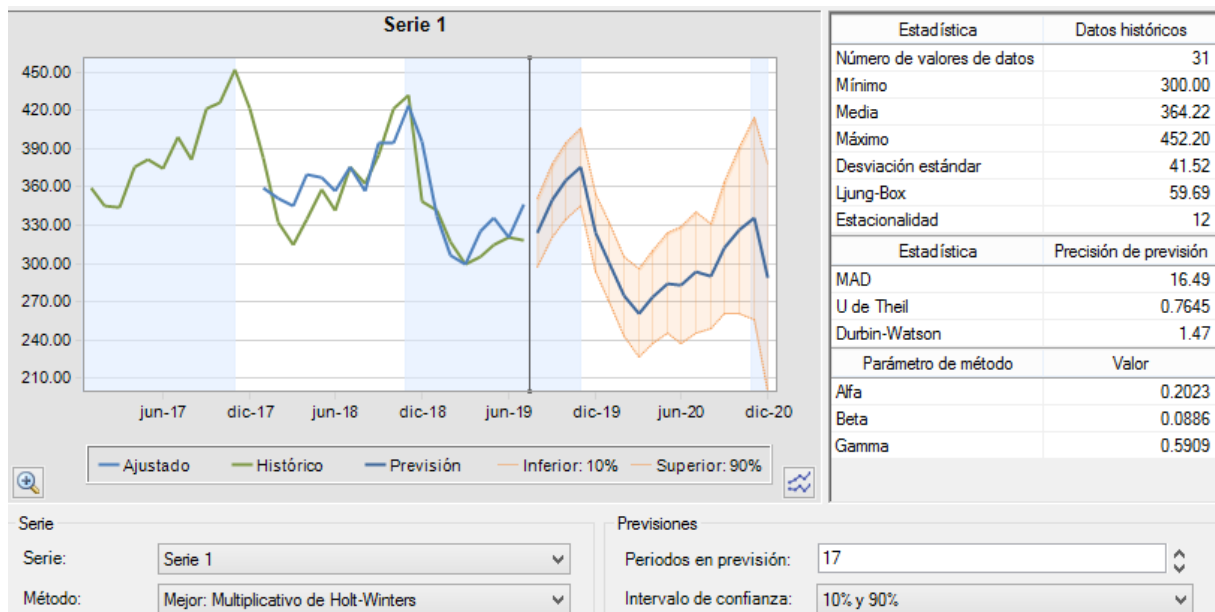 Serie 1
450.00
420.00
390.00
360.00
330.00
300.00
270.00
240.00
210.00
jun-17 dic-17 jun-18 dic-18 jun-19 dic-19 jun-20 dic-20
Ajustado Histórico Previsión Inferior: 10% Superior: 90%
Estadística Datos históricos
Número de valores de datos 31
Mínimo 300.00
Media 364.22
Máximo 452.20
Desviación estándar 41.52
Ljung-Box 59.69
Estacionalidad 12
Estadística Precisión de previsión
MAD 16.49
U de Theil 0.7645
Durbin-Watson 1.47
Parámetro de método Valor
Alfa 0.2023
Beta 0.0886
Gamma 0.5909
Serie
Serie: Serie 1
Método: Mejor: Multiplicativo de Holt-Winters
Previsiones
Periodos en previsión: 17
Intervalo de confianza: 10% y 90%